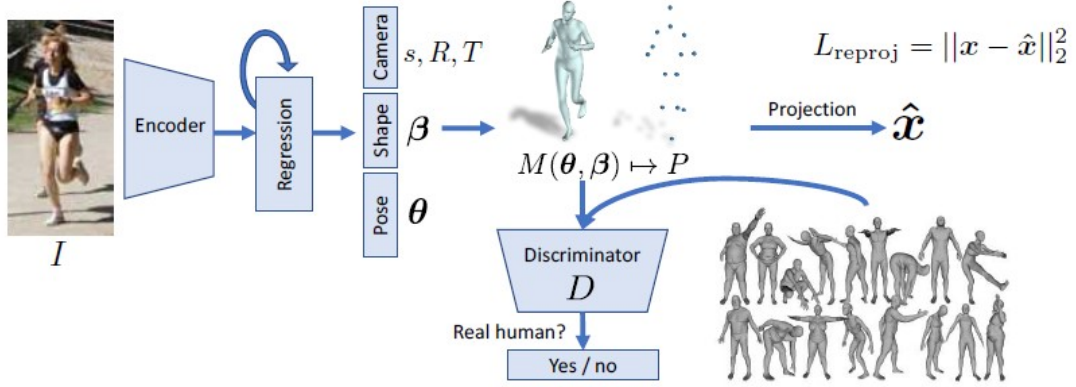 I
Encoder
Regression
Camera
s, R, T
Shape
β
Pose
θ
M(θ, β) ↦ P
L_reproj = ||x − x̂||₂²
Projection
x̂
Discriminator
D
Real human?
Yes / no